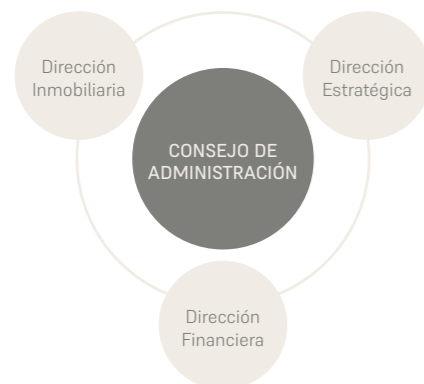 Dirección
Inmobiliaria
Dirección
Estratégica
CONSEJO DE
ADMINISTRACIÓN
Dirección
Financiera